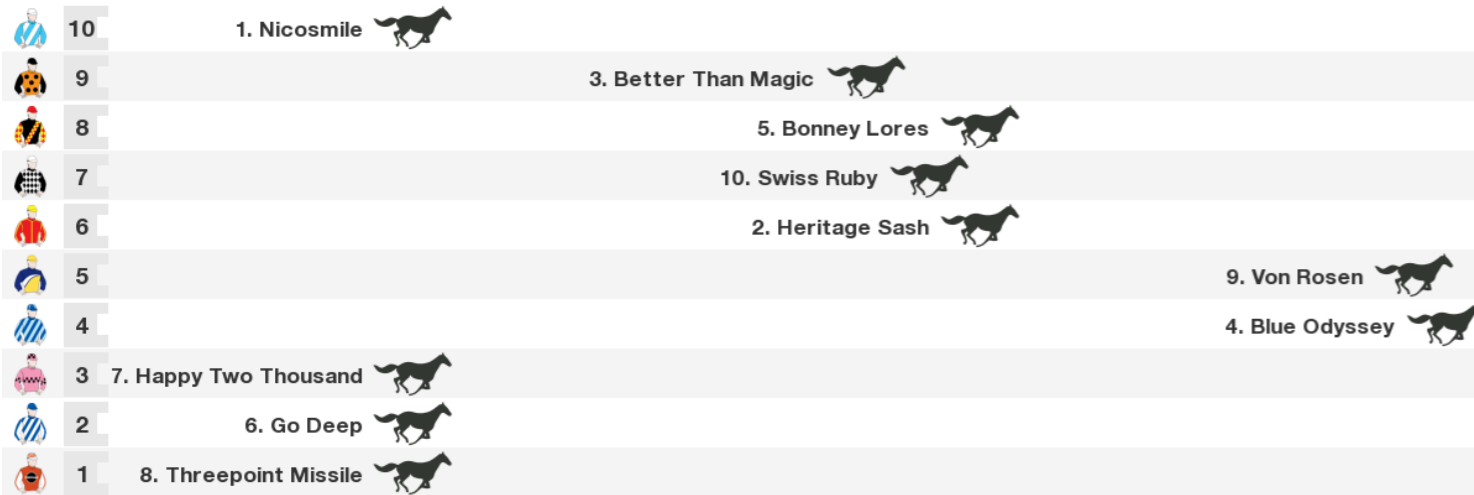 10 1. Nicosmile
9 3. Better Than Magic
8 5. Bonney Lores
7 10. Swiss Ruby
6 2. Heritage Sash
5 9. Von Rosen
4 4. Blue Odyssey
3 7. Happy Two Thousand
2 6. Go Deep
1 8. Threepoint Missile